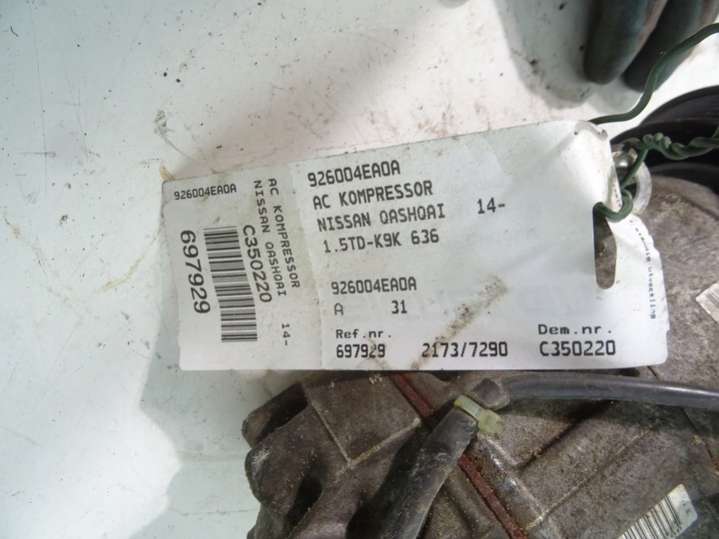 926004EA0A
AC KOMPRESSOR
NISSAN QASHQAI 14-
C350220
697929
926004EA0A
AC KOMPRESSOR
NISSAN QASHQAI 14-
1.5TD-K9K 636
926004EA0A
A 31
Ref.nr. Dem.nr.
697929 2173/7290 C350220